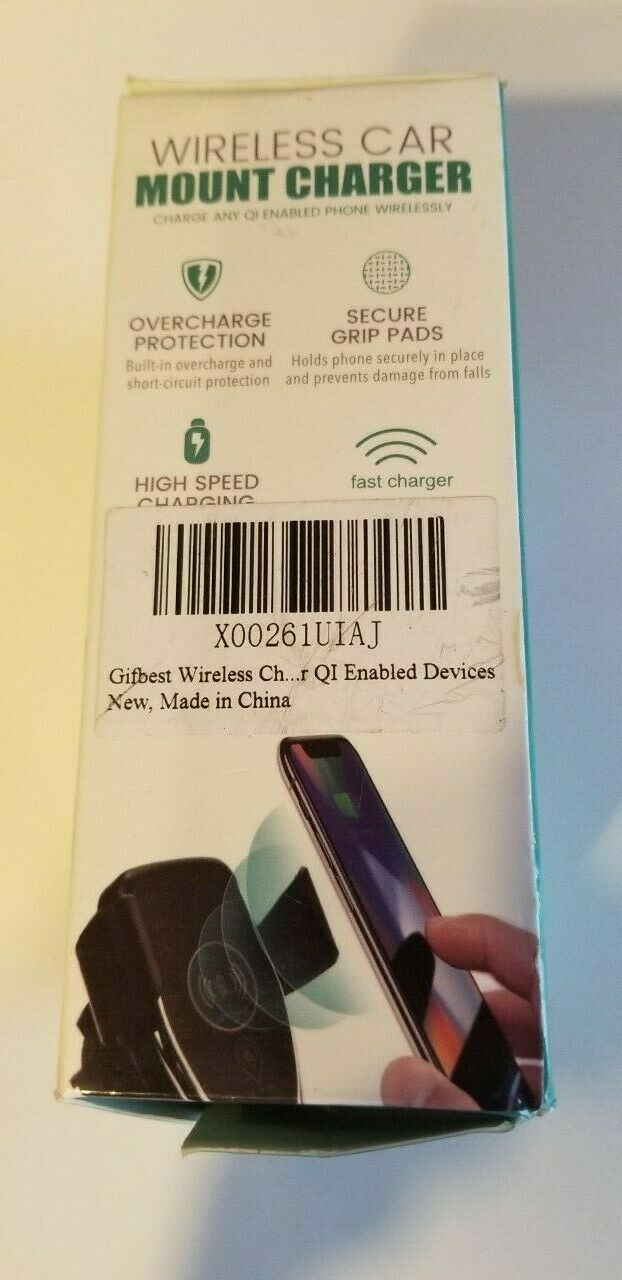 WIRELESS CAR
MOUNT CHARGER
CHARGE ANY QI ENABLED PHONE WIRELESSLY
OVERCHARGE
PROTECTION
Built-in overcharge and
short-circuit protection
SECURE
GRIP PADS
Holds phone securely in place
and prevents damage from falls
HIGH SPEED
CHARGING
fast charger
X00261UIAJ
Gifbest Wireless Ch...r QI Enabled Devices
New, Made in China